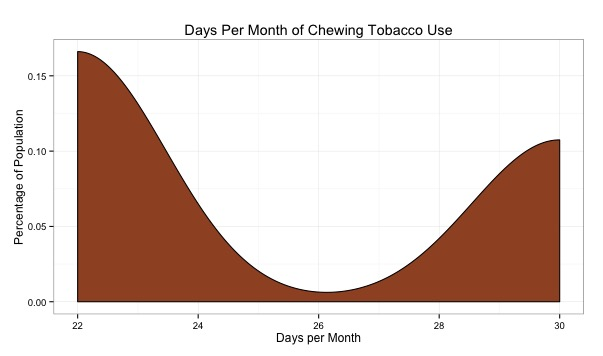 Days Per Month of Chewing Tobacco Use
0.15
0.10
0.05
0.00
Percentage of Population
22 24 26 28 30
Days per Month